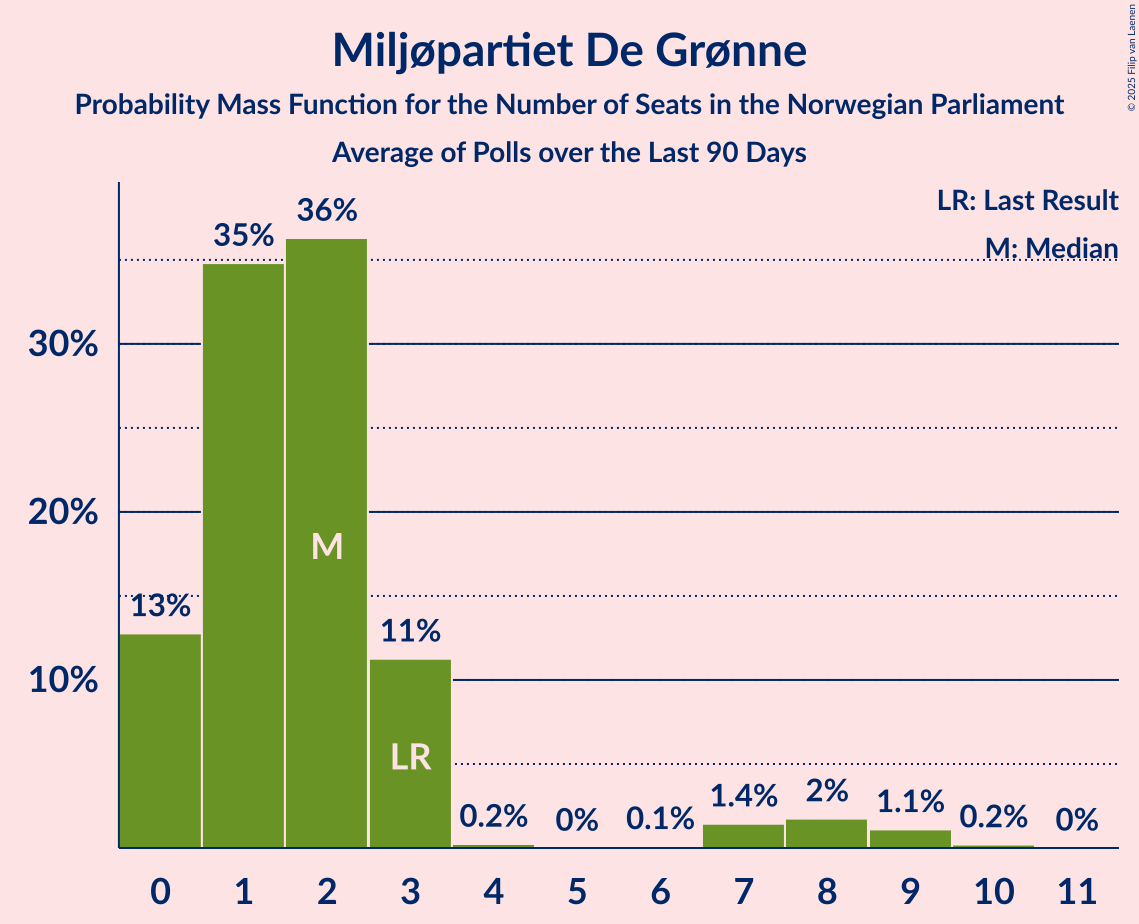 Miljøpartiet De Grønne
Probability Mass Function for the Number of Seats in the Norwegian Parliament
Average of Polls over the Last 90 Days
© 2025 Filip van Laenen
LR: Last Result
M: Median
30%
20%
10%
13%
35%
36%
11%
0.2%
0%
0.1%
1.4%
2%
1.1%
0.2%
0%
M
LR
0 1 2 3 4 5 6 7 8 9 10 11